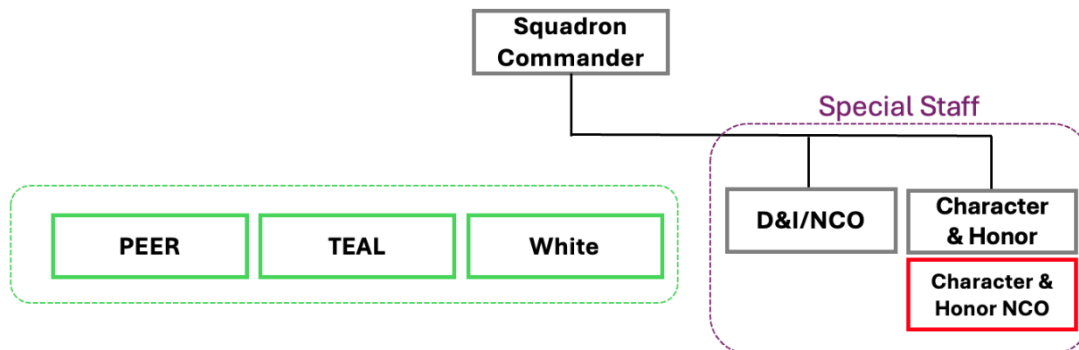 Squadron
Commander
Special Staff
PEER
TEAL
White
D&I/NCO
Character
& Honor
Character &
Honor NCO